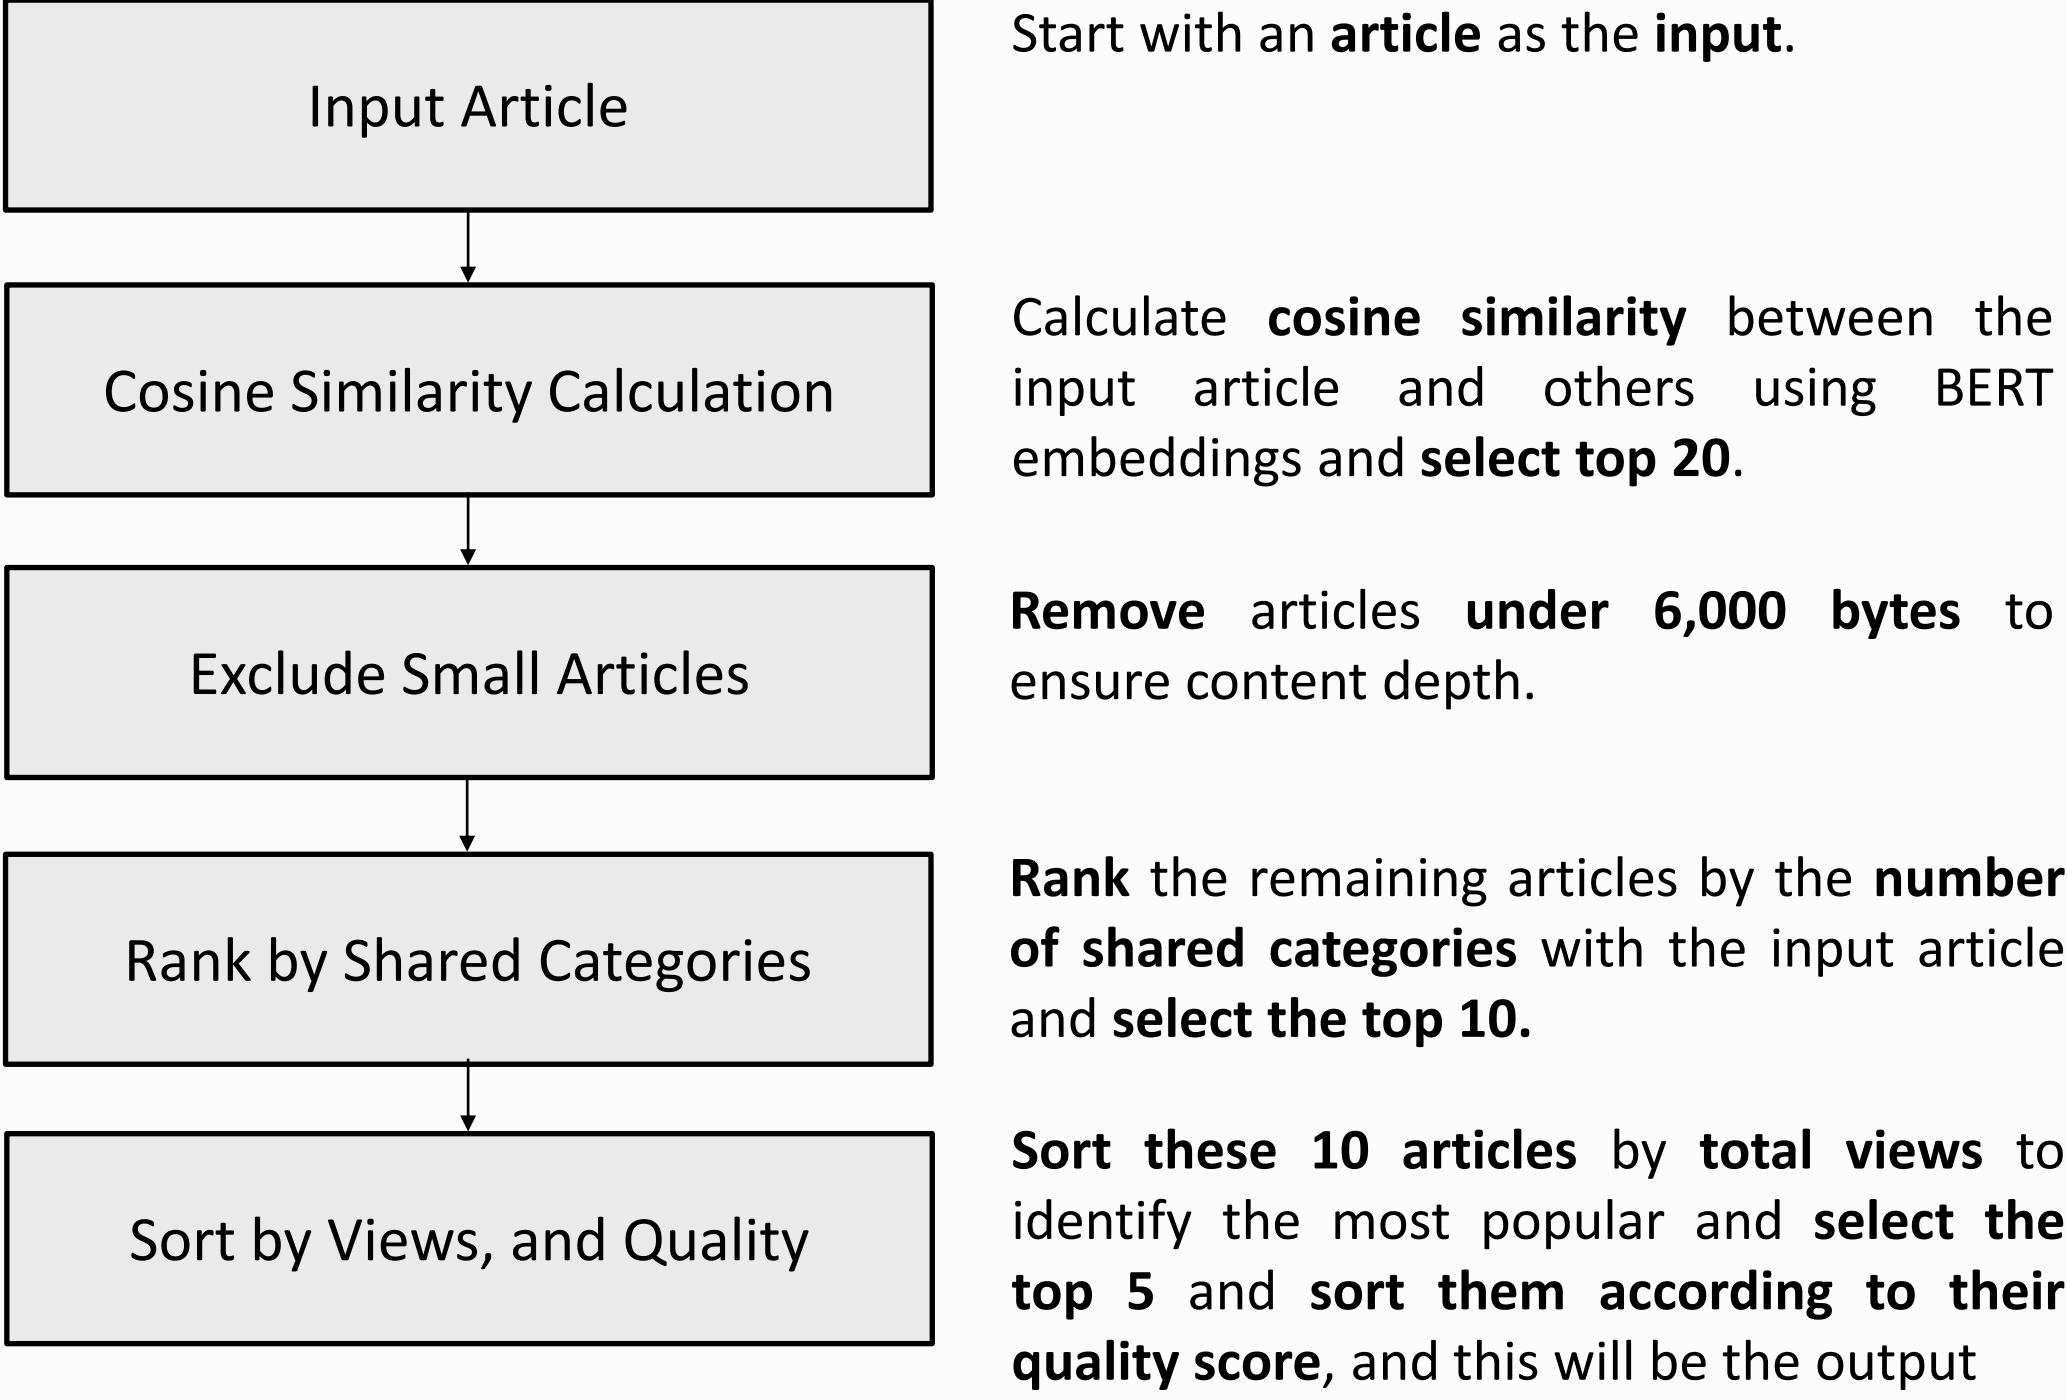 Input Article
Start with an article as the input.
Cosine Similarity Calculation
Calculate cosine similarity between the
input article and others using BERT
embeddings and select top 20.
Exclude Small Articles
Remove articles under 6,000 bytes to
ensure content depth.
Rank by Shared Categories
Rank the remaining articles by the number
of shared categories with the input article
and select the top 10.
Sort by Views, and Quality
Sort these 10 articles by total views to
identify the most popular and select the
top 5 and sort them according to their
quality score, and this will be the output